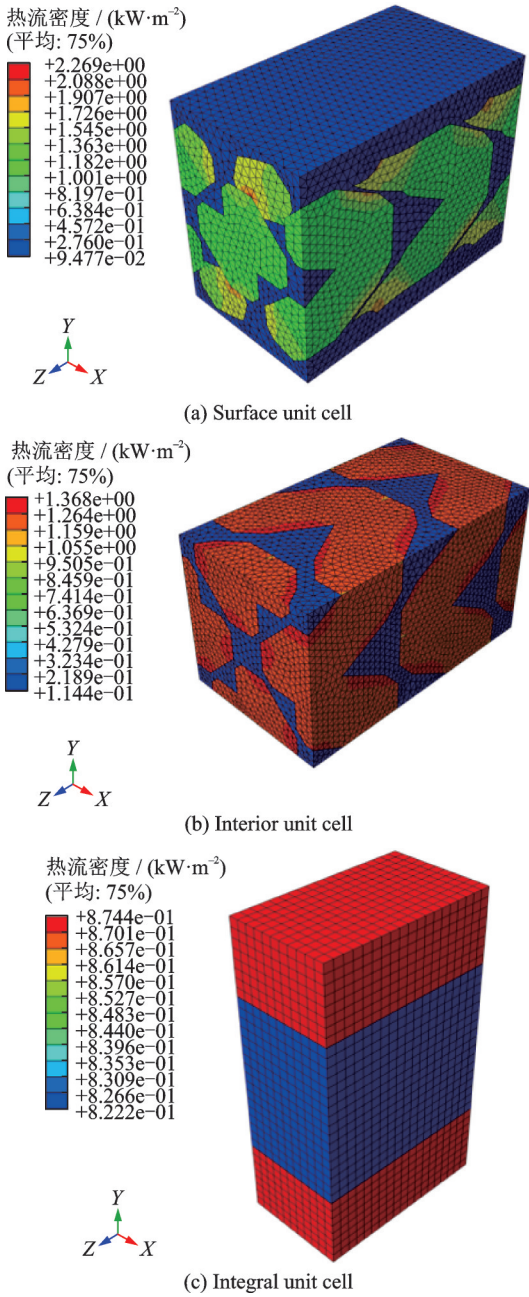 热流密度 / (kW·m⁻²)
(平均: 75%)
+2.269e+00
+2.088e+00
+1.907e+00
+1.726e+00
+1.545e+00
+1.363e+00
+1.182e+00
+1.001e+00
+8.197e−01
+6.384e−01
+4.572e−01
+2.760e−01
+9.477e−02
Y
Z X
(a) Surface unit cell
热流密度 / (kW·m⁻²)
(平均: 75%)
+1.368e+00
+1.264e+00
+1.159e+00
+1.055e+00
+9.505e−01
+8.459e−01
+7.414e−01
+6.369e−01
+5.324e−01
+4.279e−01
+3.234e−01
+2.189e−01
+1.144e−01
Y
Z X
(b) Interior unit cell
热流密度 / (kW·m⁻²)
(平均: 75%)
+8.744e−01
+8.701e−01
+8.657e−01
+8.614e−01
+8.570e−01
+8.527e−01
+8.483e−01
+8.440e−01
+8.396e−01
+8.353e−01
+8.309e−01
+8.266e−01
+8.222e−01
Y
Z X
(c) Integral unit cell